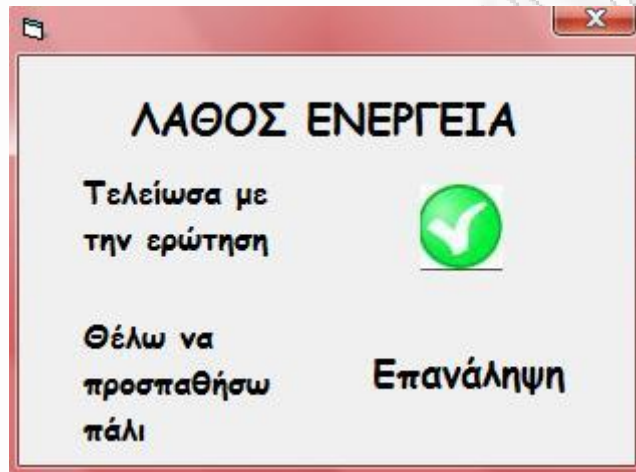 ΛΑΘΟΣ ΕΝΕΡΓΕΙΑ
Τελείωσα με
την ερώτηση
Θέλω να
προσπαθήσω
πάλι
Επανάληψη